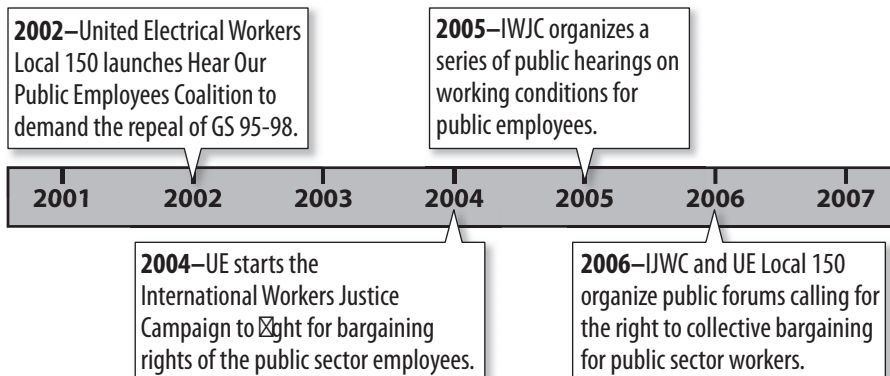 2002–United Electrical Workers
Local 150 launches Hear Our
Public Employees Coalition to
demand the repeal of GS 95-98.
2005–IWJC organizes a
series of public hearings on
working conditions for
public employees.
2001 2002 2003 2004 2005 2006 2007
2004–UE starts the
International Workers Justice
Campaign to ☒ght for bargaining
rights of the public sector employees.
2006–IJWC and UE Local 150
organize public forums calling for
the right to collective bargaining
for public sector workers.